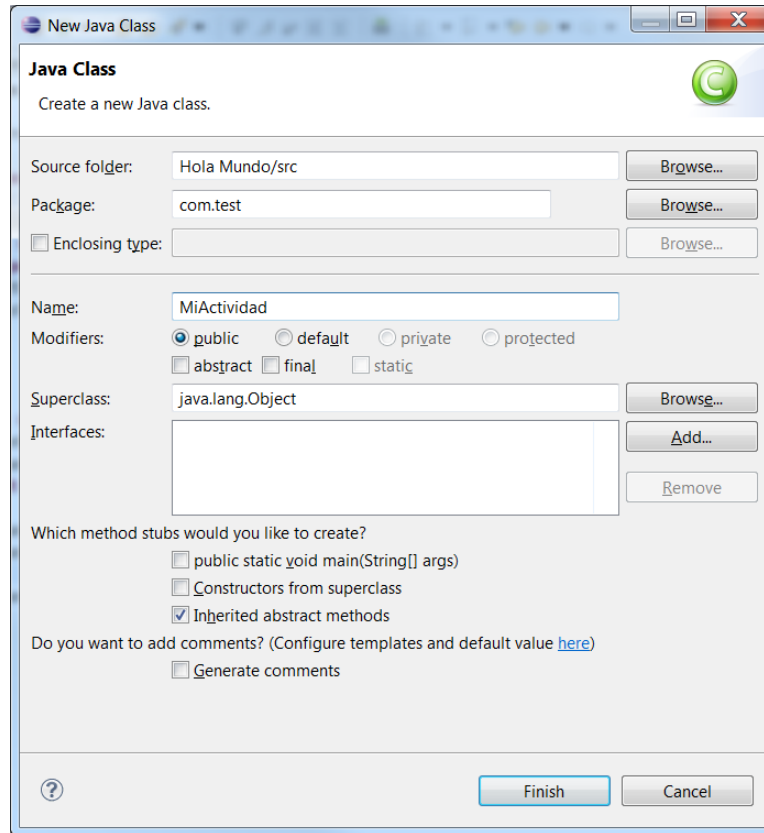 New Java Class
Java Class
Create a new Java class.
Source folder: Hola Mundo/src Browse...
Package: com.test Browse...
Enclosing type: Browse...
Name: MiActividad
Modifiers: public default private protected
abstract final static
Superclass: java.lang.Object Browse...
Interfaces: Add...
Remove
Which method stubs would you like to create?
public static void main(String[] args)
Constructors from superclass
Inherited abstract methods
Do you want to add comments? (Configure templates and default value here)
Generate comments
? Finish Cancel